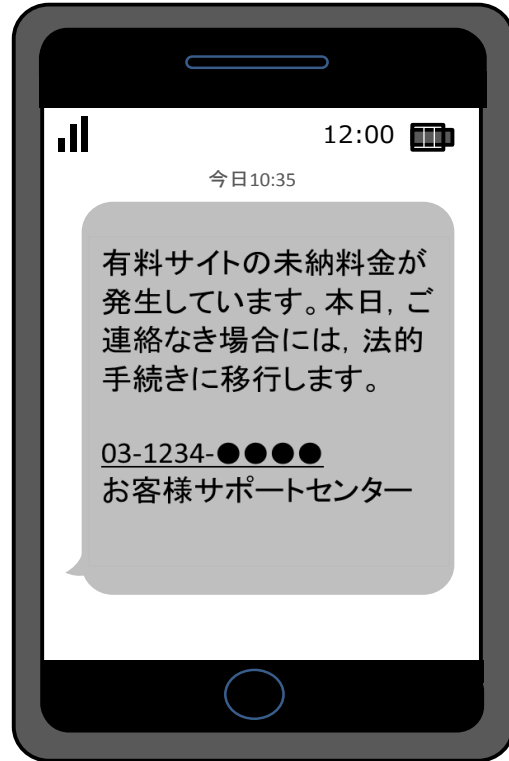 12:00
今日10:35
有料サイトの未納料金が
発生しています。本日, ご
連絡なき場合には, 法的
手続きに移行します。
03-1234-●●●●
お客様サポートセンター